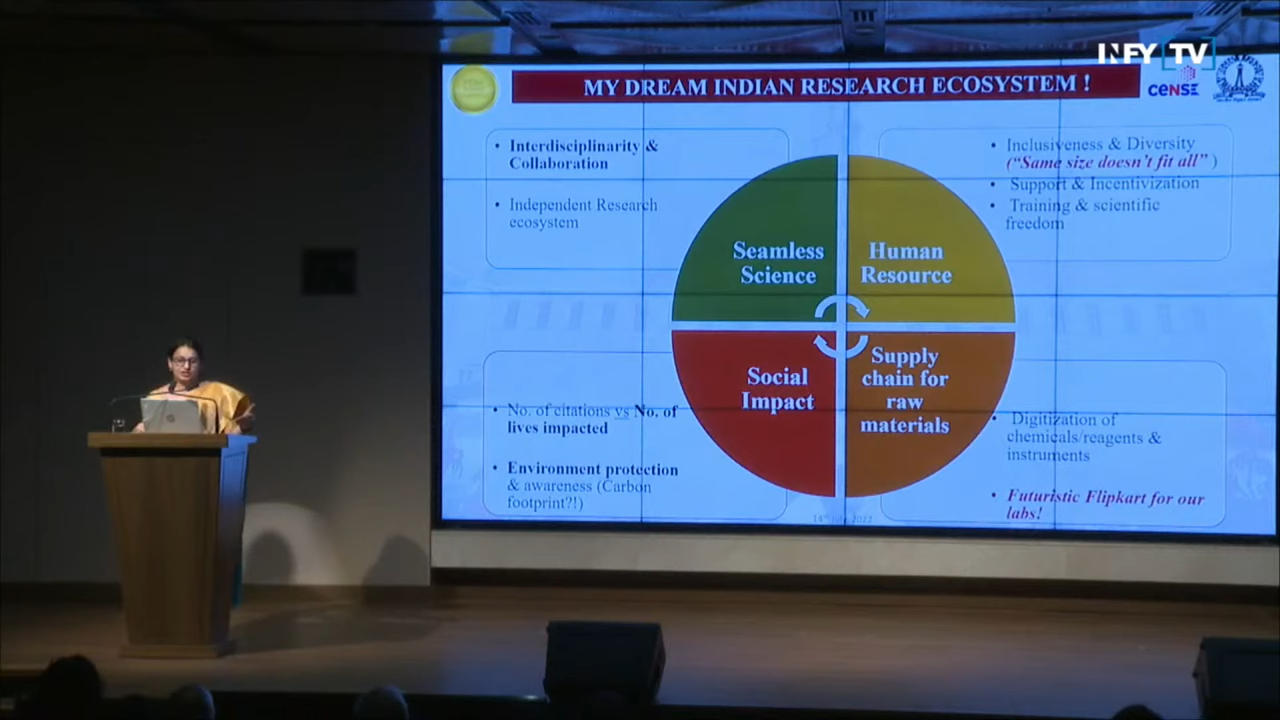 INFY TV
MY DREAM INDIAN RESEARCH ECOSYSTEM !
CeNSE
• Interdisciplinarity &
Collaboration
• Independent Research
ecosystem
• Inclusiveness & Diversity
(“Same size doesn’t fit all” )
• Support & Incentivization
• Training & scientific
freedom
Seamless
Science
Human
Resource
Social
Impact
Supply
chain for
raw
materials
• No. of citations vs No. of
lives impacted
• Environment protection
& awareness (Carbon
footprint?!)
• Digitization of
chemicals/reagents &
instruments
• Futuristic Flipkart for our
labs!
14th July, 2022